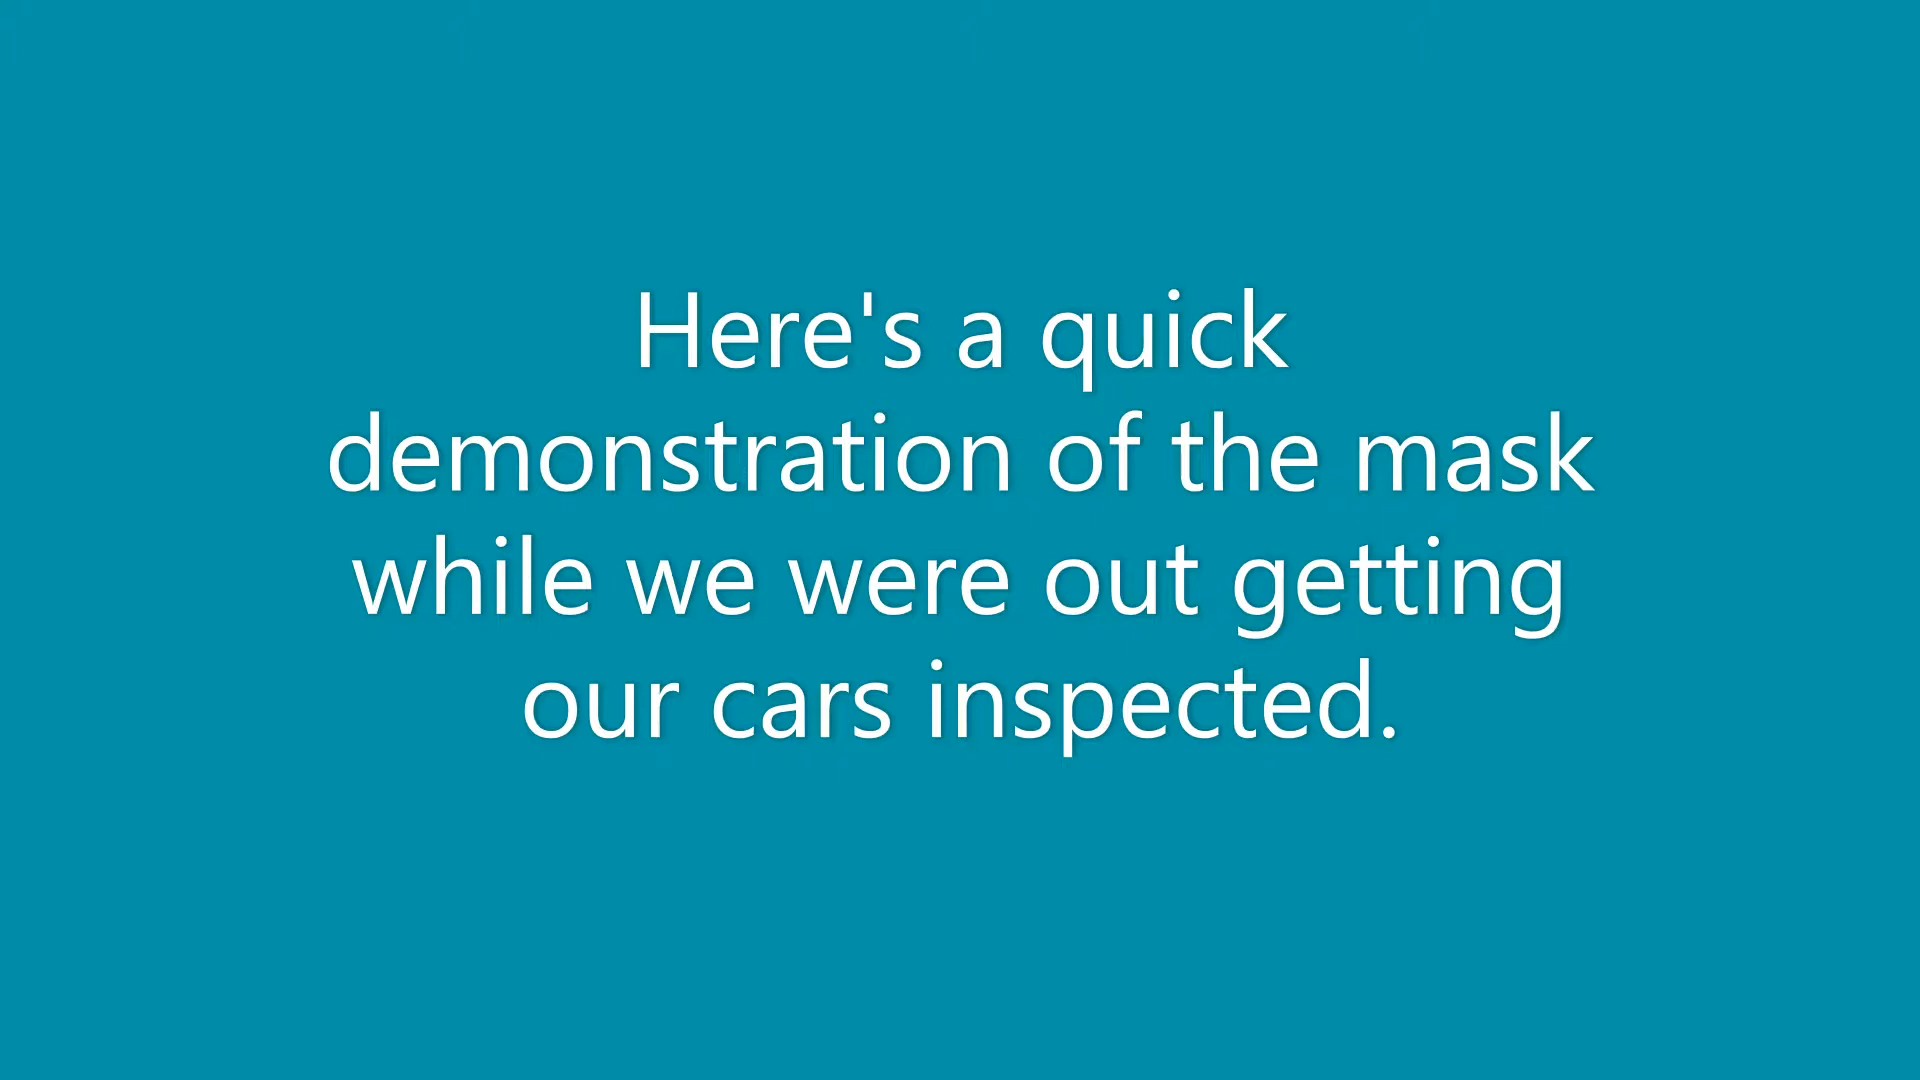 Here's a quick
demonstration of the mask
while we were out getting
our cars inspected.